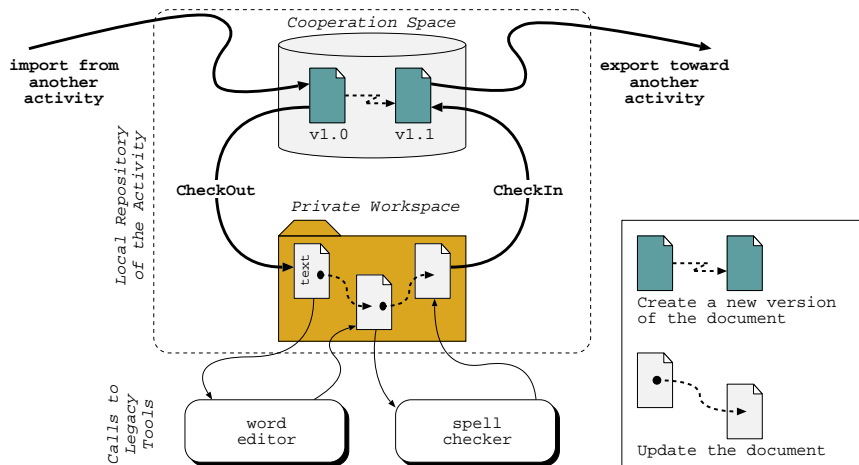 Cooperation Space
import from
another
activity
export toward
another
activity
v1.0
v1.1
CheckOut
CheckIn
Local Repository
of the Activity
Private Workspace
text
Create a new version
of the document
Update the document
Calls to
Legacy
Tools
word
editor
spell
checker